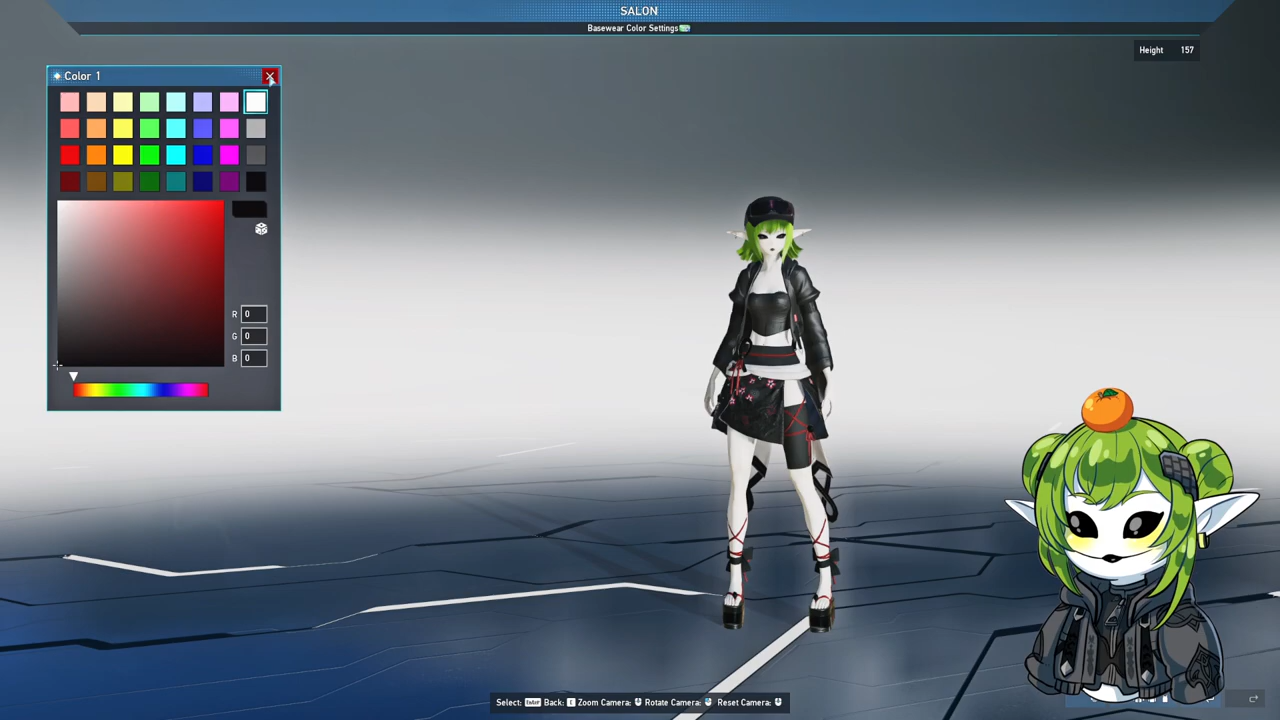 SALON
Basewear Color Settings
Height 157
Color 1
R 0
G 0
B 0
Select: Enter Back: Zoom Camera: Rotate Camera: Reset Camera: